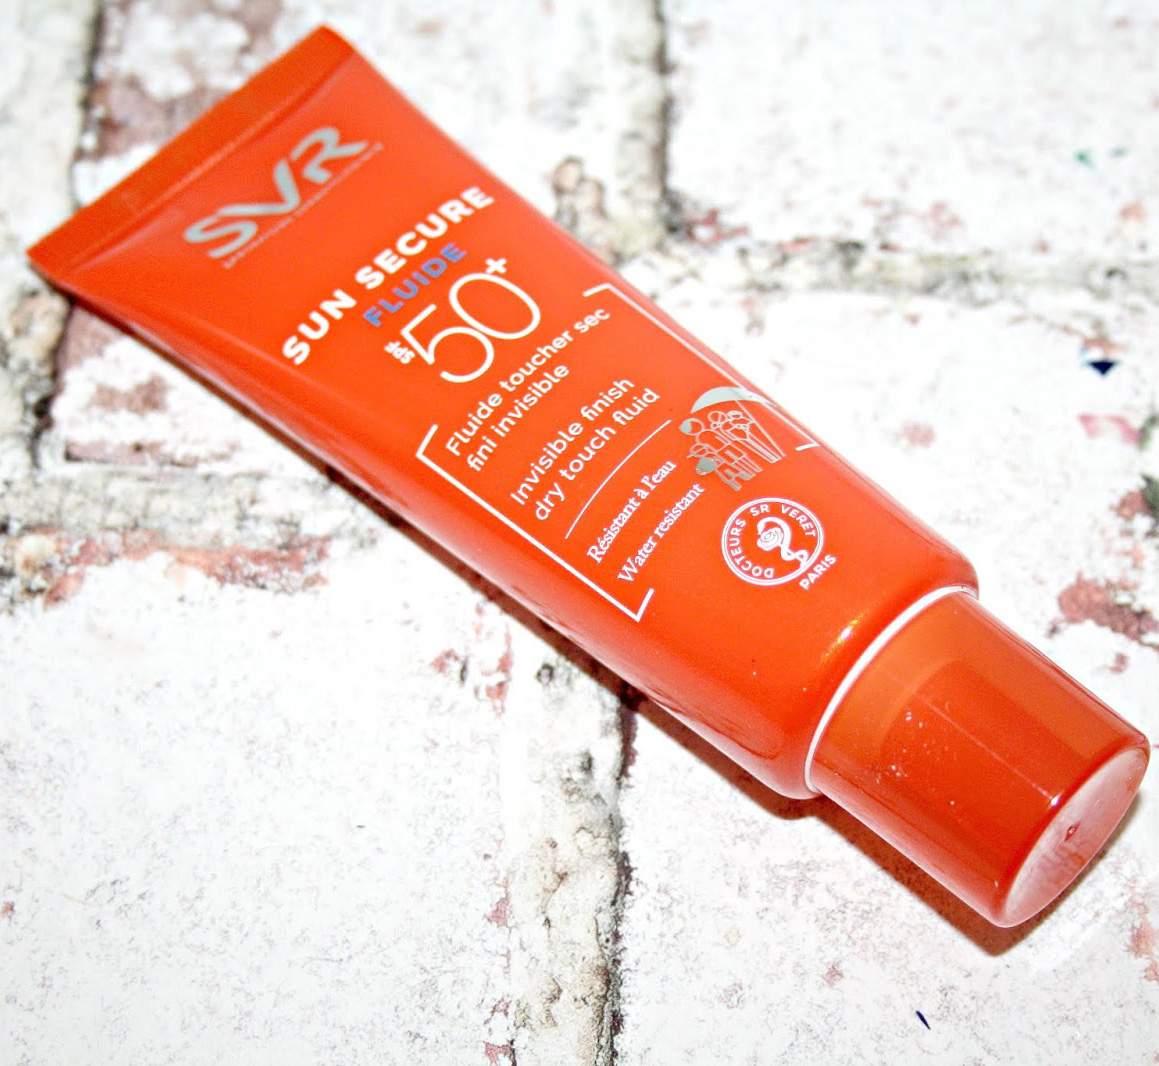 SVR
SUN SECURE
FLUIDE
SPF 50+
Fluide toucher sec
fini invisible
Invisible finish
dry touch fluid
Résistant à l'eau
Water resistant
DOCTEURS SR VERET
PARIS